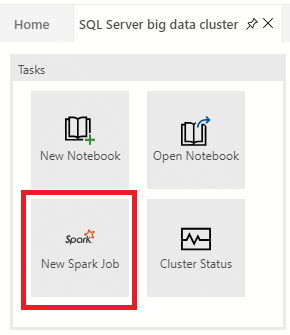 Home
SQL Server big data cluster
Tasks
New Notebook
Open Notebook
Spark
New Spark Job
Cluster Status